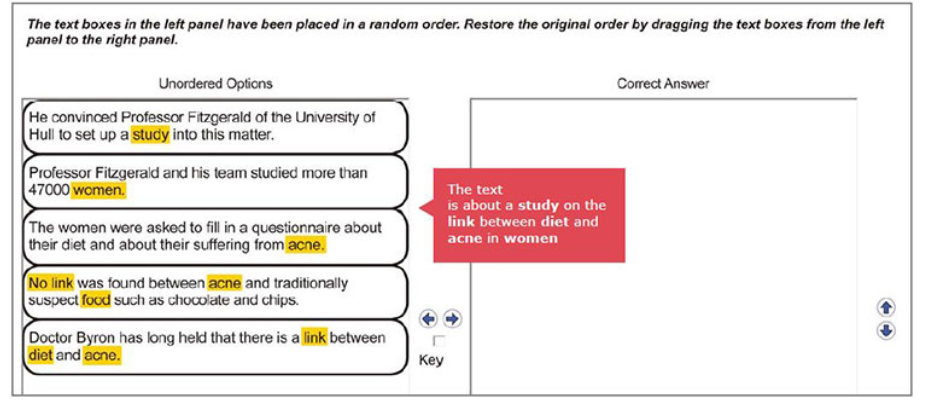 The text boxes in the left panel have been placed in a random order. Restore the original order by dragging the text boxes from the left
panel to the right panel.
Unordered Options
Correct Answer
He convinced Professor Fitzgerald of the University of
Hull to set up a study into this matter.
Professor Fitzgerald and his team studied more than
47000 women.
The women were asked to fill in a questionnaire about
their diet and about their suffering from acne.
No link was found between acne and traditionally
suspect food such as chocolate and chips.
Doctor Byron has long held that there is a link between
diet and acne.
The text
is about a study on the
link between diet and
acne in women
Key